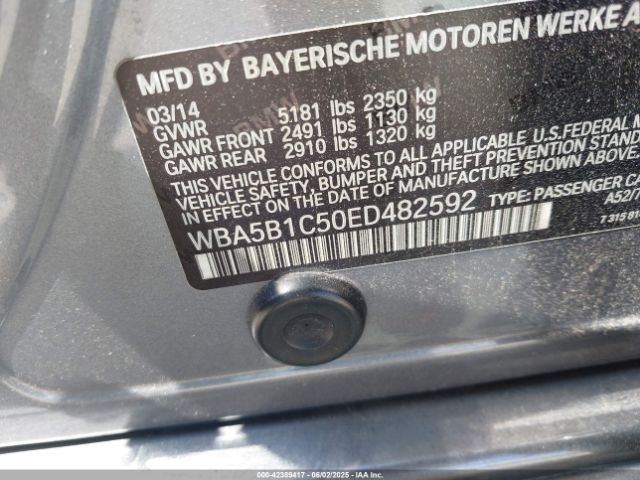 MFD BY BAYERISCHE MOTOREN WERKE A
03/14
GVWR 5181 lbs 2350 kg
GAWR FRONT 2491 lbs 1130 kg
GAWR REAR 2910 lbs 1320 kg
THIS VEHICLE CONFORMS TO ALL APPLICABLE U.S.FEDERAL M
VEHICLE SAFETY, BUMPER AND THEFT PREVENTION STAND
IN EFFECT ON THE DATE OF MANUFACTURE SHOWN ABOVE.
WBA5B1C50ED482592 TYPE: PASSENGER CA
A52/
7 315 8
000-42389417 - 06/02/2025 - IAA, Inc.